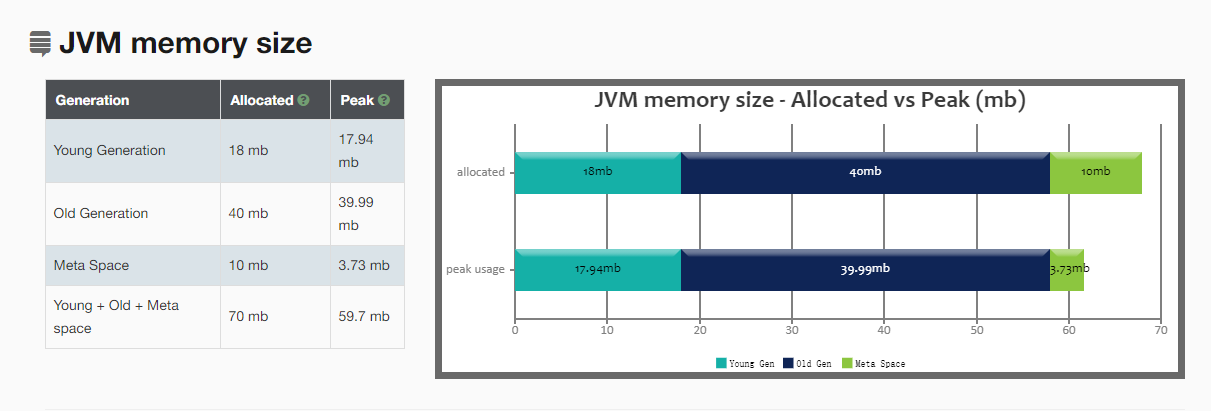 JVM memory size
Generation Allocated Peak
Young Generation 18 mb 17.94 mb
Old Generation 40 mb 39.99 mb
Meta Space 10 mb 3.73 mb
Young + Old + Meta space 70 mb 59.7 mb
JVM memory size - Allocated vs Peak (mb)
allocated 18mb 40mb 10mb
peak usage 17.94mb 39.99mb 3.73mb
0 10 20 30 40 50 60 70
Young Gen Old Gen Meta Space